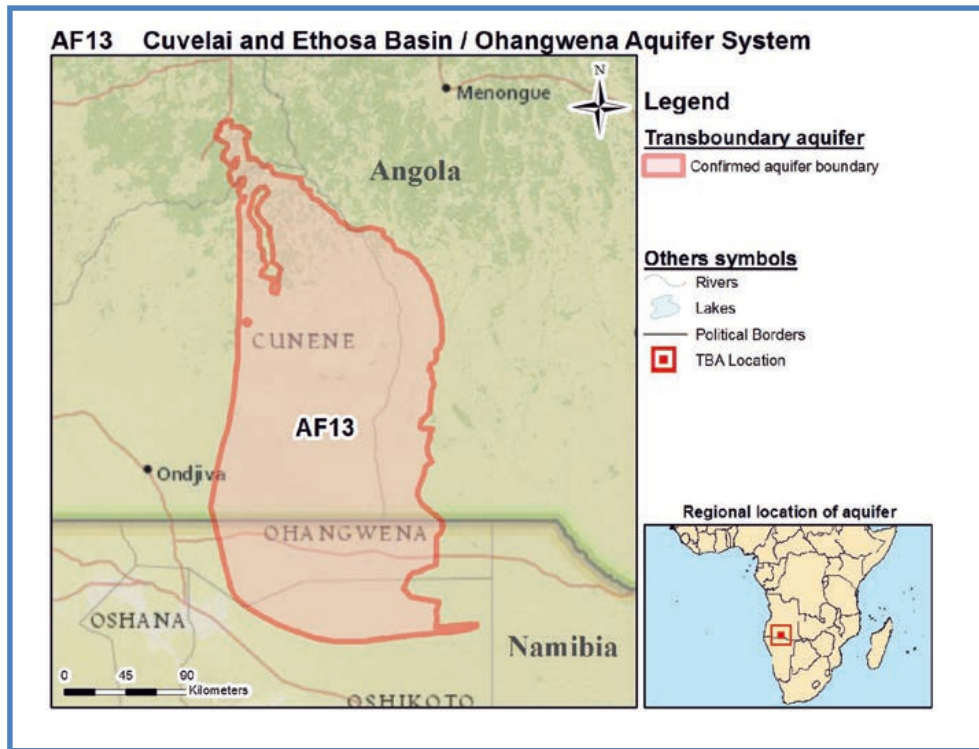 AF13 Cuvelai and Ethosa Basin / Ohangwena Aquifer System
N
Menongue
Angola
CUNENE
AF13
Ondjiva
OHANGWENA
OSHANA
Namibia
0 45 90
Kilometers
OSHIKOTO
Legend
Transboundary aquifer
Confirmed aquifer boundary
Others symbols
Rivers
Lakes
Political Borders
TBA Location
Regional location of aquifer